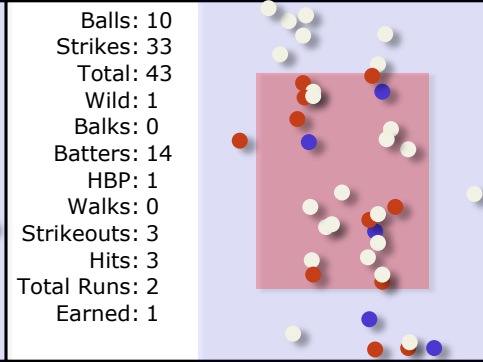 Balls: 10
Strikes: 33
Total: 43
Wild: 1
Balks: 0
Batters: 14
HBP: 1
Walks: 0
Strikeouts: 3
Hits: 3
Total Runs: 2
Earned: 1